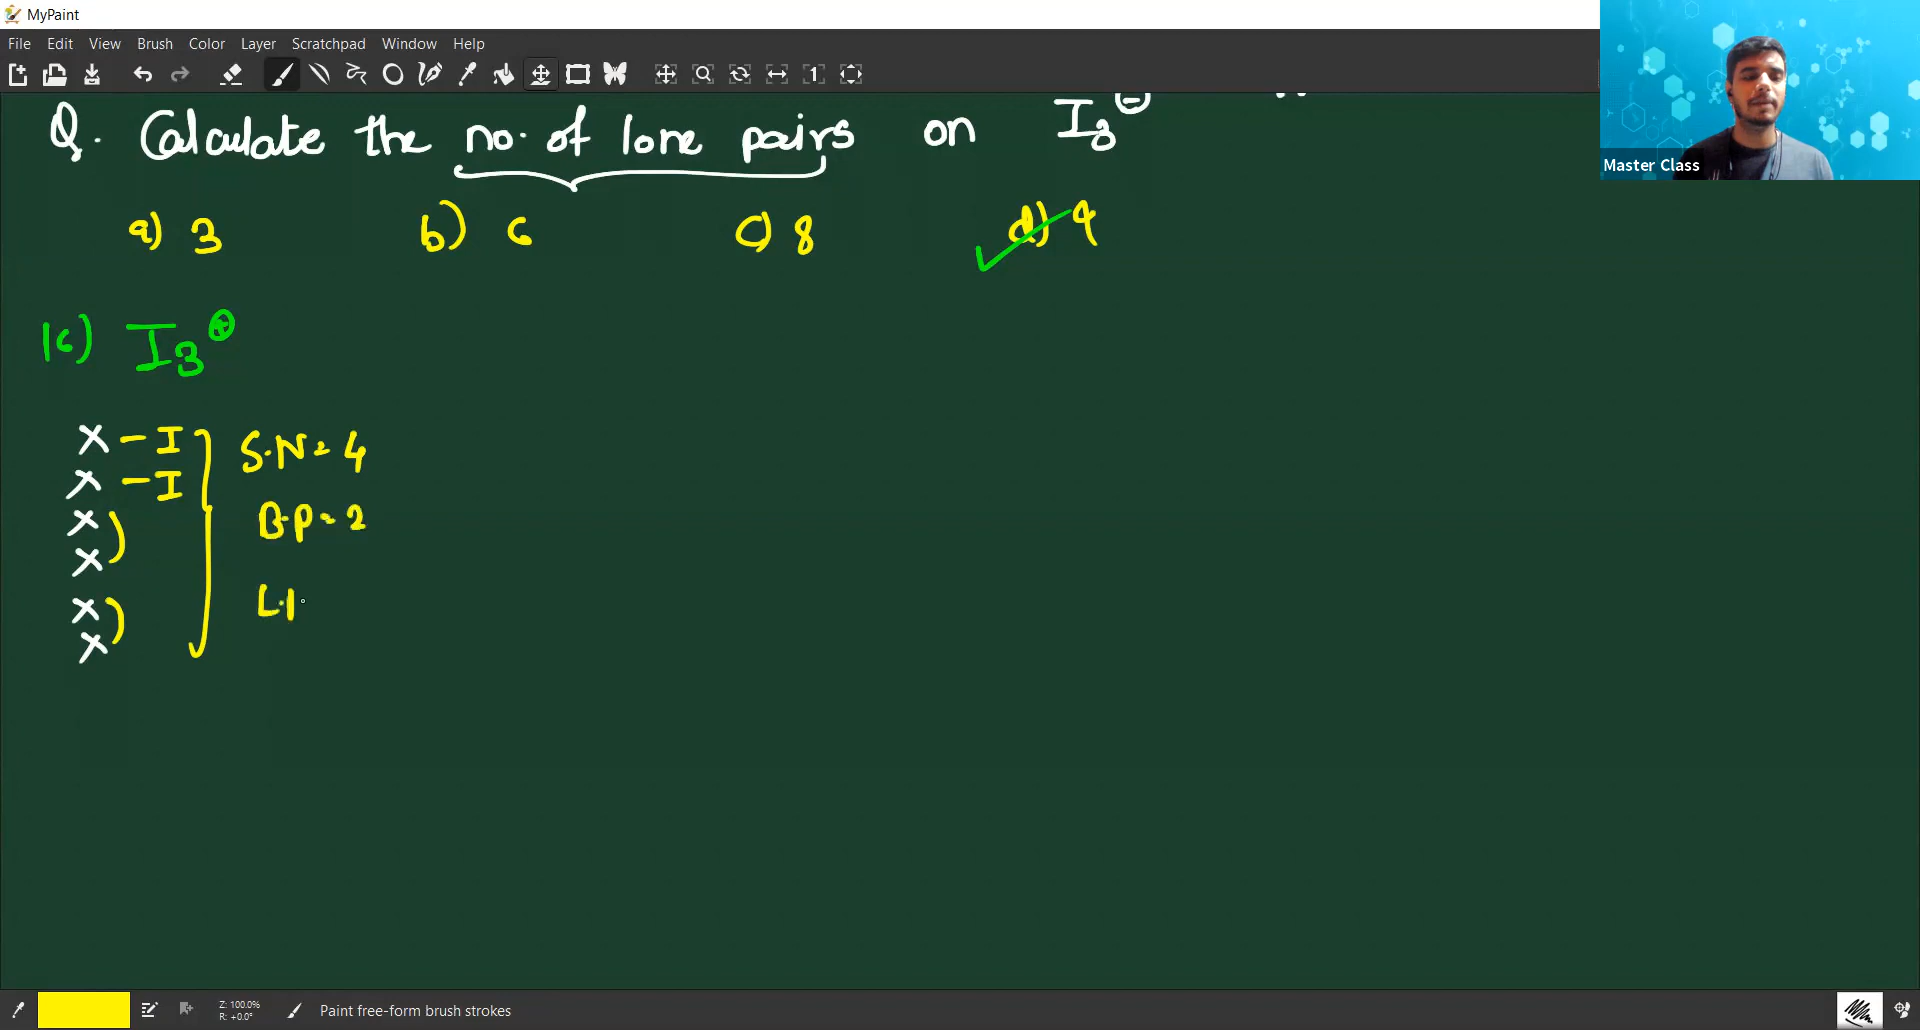 MyPaint
File Edit View Brush Color Layer Scratchpad Window Help
Q. Calculate the no. of lone pairs on I3⊖
a) 3 b) 6 c) 8 d) 9
16) I3⊕
X - I
X - I
X )
X
X )
X
S.N = 4
B.P = 2
L.
Master Class
Z: 100.0%
R: +0.0°
Paint free-form brush strokes